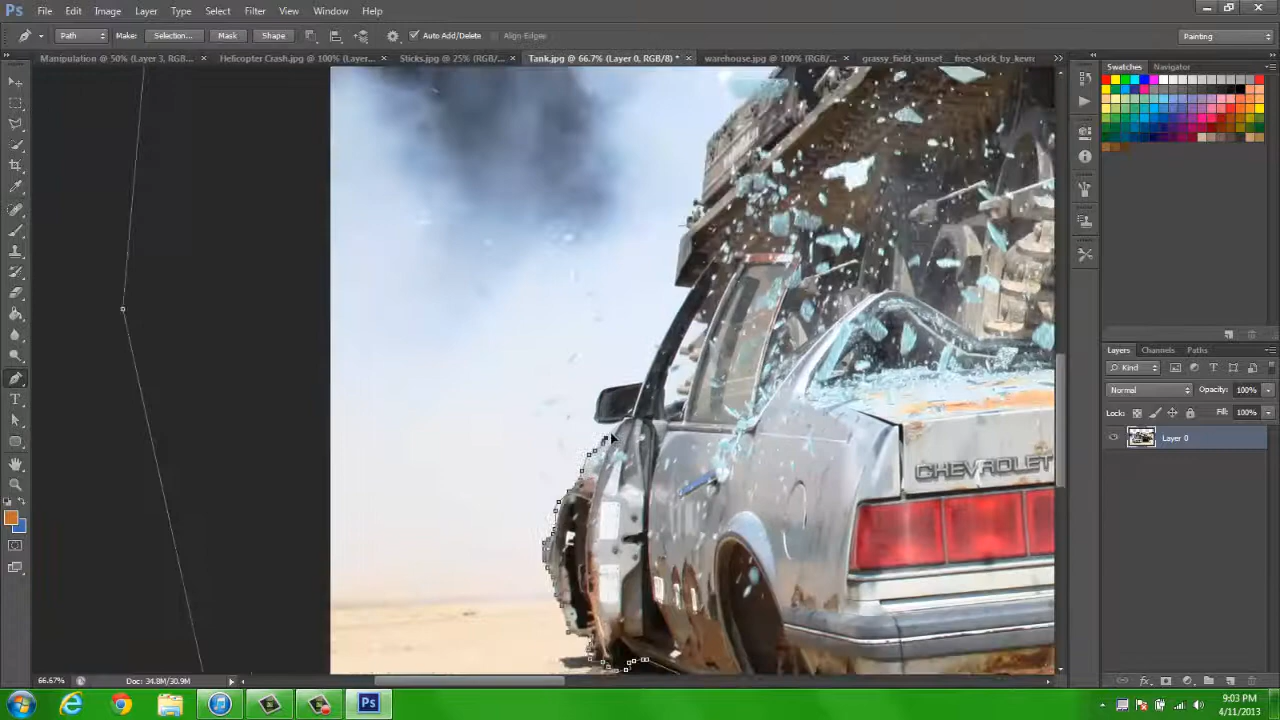 Ps File Edit Image Layer Type Select Filter View Window Help
Path Make: Selection... Mask Shape Auto Add/Delete Align Edges Painting
Manipulation @ 50% (Layer 3, RGB... × Helicopter Crash.jpg @ 100% (Layer... × Sticks.jpg @ 25% (RGB/... × Tank.jpg @ 66.7% (Layer 0, RGB/8) * × warehouse.jpg @ 100% (RGB/... × grassy_field_sunset__free_stock_by_kevro
Swatches Navigator
Layers Channels Paths
Kind
Normal Opacity: 100%
Lock: Fill: 100%
Layer 0
CHEVROLET
66.67% Doc: 34.8M/30.9M
Ps 9:03 PM
4/11/2013